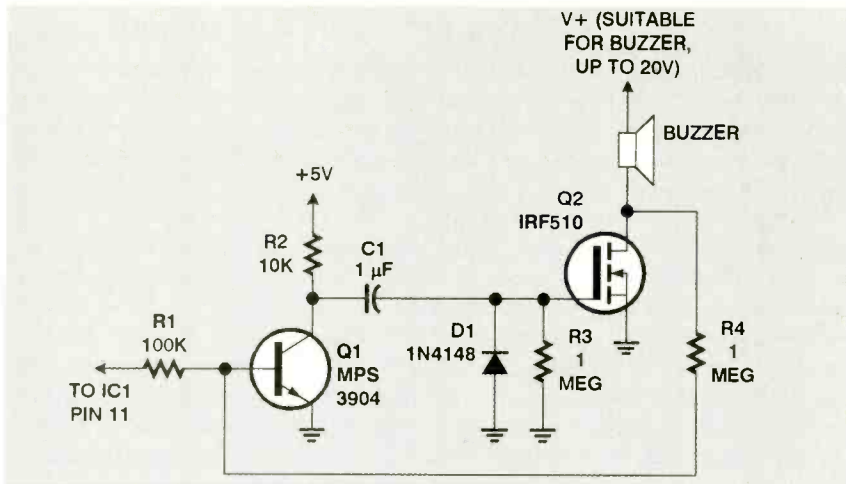 V+ (SUITABLE
FOR BUZZER,
UP TO 20V)
BUZZER
+5V
Q2
IRF510
R2
10K
C1
1 µF
R1
100K
Q1
MPS
3904
D1
1N4148
R3
1
MEG
R4
1
MEG
TO IC1
PIN 11